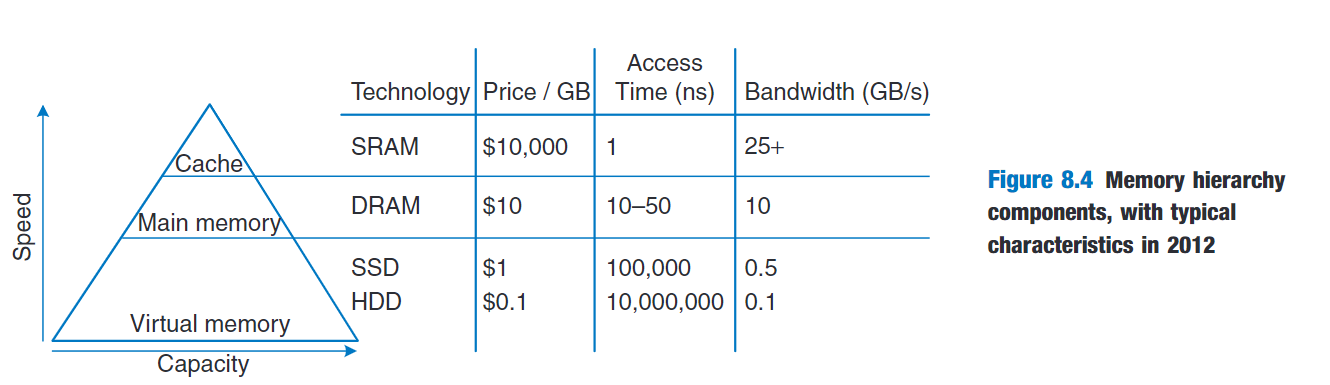 Speed
Cache
Main memory
Virtual memory
Capacity
Technology Price / GB Access Time (ns) Bandwidth (GB/s)
SRAM $10,000 1 25+
DRAM $10 10–50 10
SSD $1 100,000 0.5
HDD $0.1 10,000,000 0.1
Figure 8.4 Memory hierarchy
components, with typical
characteristics in 2012